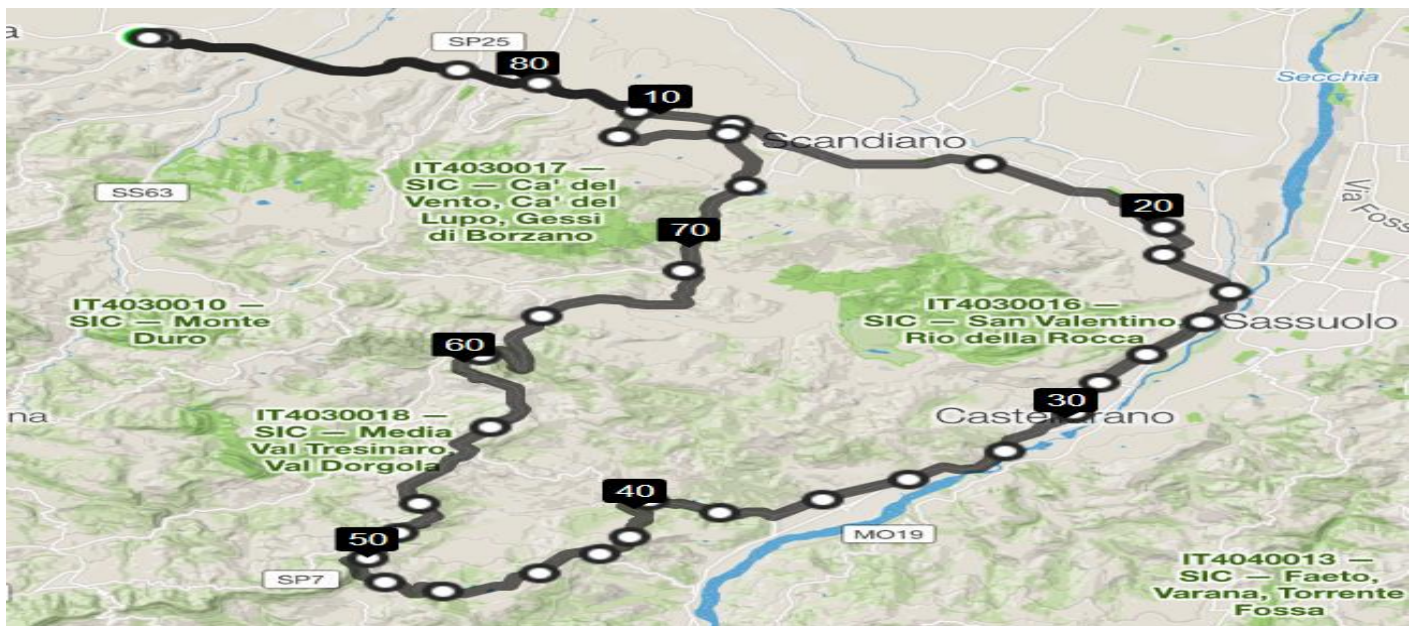 a
SP25
80
10
Secchia
Scandiano
IT4030017 —
SIC — Ca' del
Vento, Ca' del
Lupo, Gessi
di Borzano
SS63
Via Foss
20
70
IT4030010 —
SIC — Monte
Duro
IT4030016 —
SIC — San Valentino,
Rio della Rocca
Sassuolo
60
30
na
IT4030018 —
SIC — Media
Val Tresinaro,
Val Dorgola
40
MO19
50
SP7
IT4040013 —
SIC — Faeto,
Varana, Torrente
Fossa